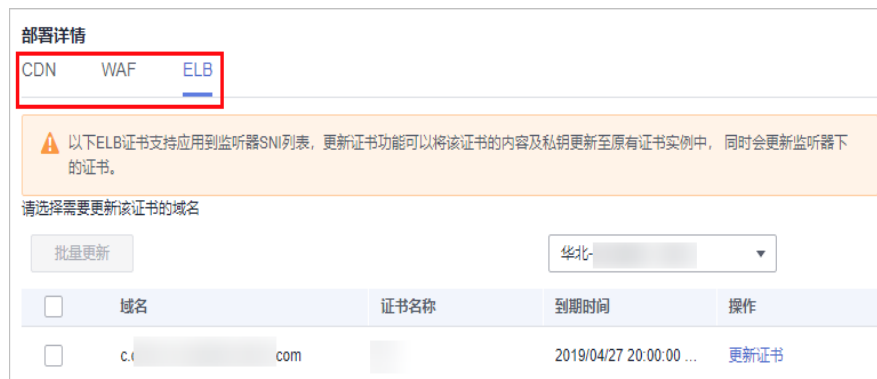 部署详情
CDN WAF ELB
以下ELB证书支持应用到监听器SNI列表，更新证书功能可以将该证书的内容及私钥更新至原有证书实例中， 同时会更新监听器下
的证书。
请选择需要更新该证书的域名
批量更新 华北-
域名 证书名称 到期时间 操作
c. com 2019/04/27 20:00:00 ... 更新证书